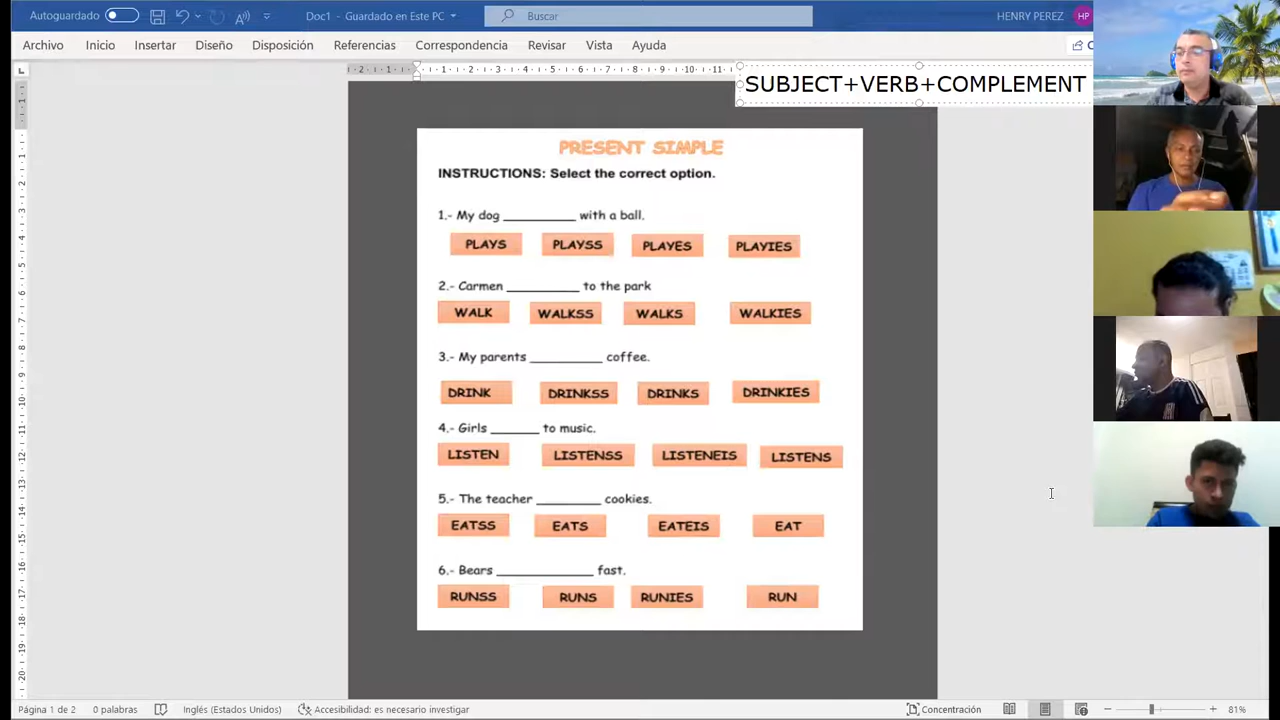 Autoguardado Doc1 - Guardado en Este PC Buscar HENRY PEREZ HP
Archivo Inicio Insertar Diseño Disposición Referencias Correspondencia Revisar Vista Ayuda
SUBJECT+VERB+COMPLEMENT
PRESENT SIMPLE
INSTRUCTIONS: Select the correct option.
1.- My dog __________ with a ball.
PLAYS PLAYSS PLAYES PLAYIES
2.- Carmen __________ to the park
WALK WALKSS WALKS WALKIES
3.- My parents __________ coffee.
DRINK DRINKSS DRINKS DRINKIES
4.- Girls _______ to music.
LISTEN LISTENSS LISTENEIS LISTENS
5.- The teacher _________ cookies.
EATSS EATS EATEIS EAT
6.- Bears _____________ fast.
RUNSS RUNS RUNIES RUN
Página 1 de 2 0 palabras Inglés (Estados Unidos) Accesibilidad: es necesario investigar Concentración 81%